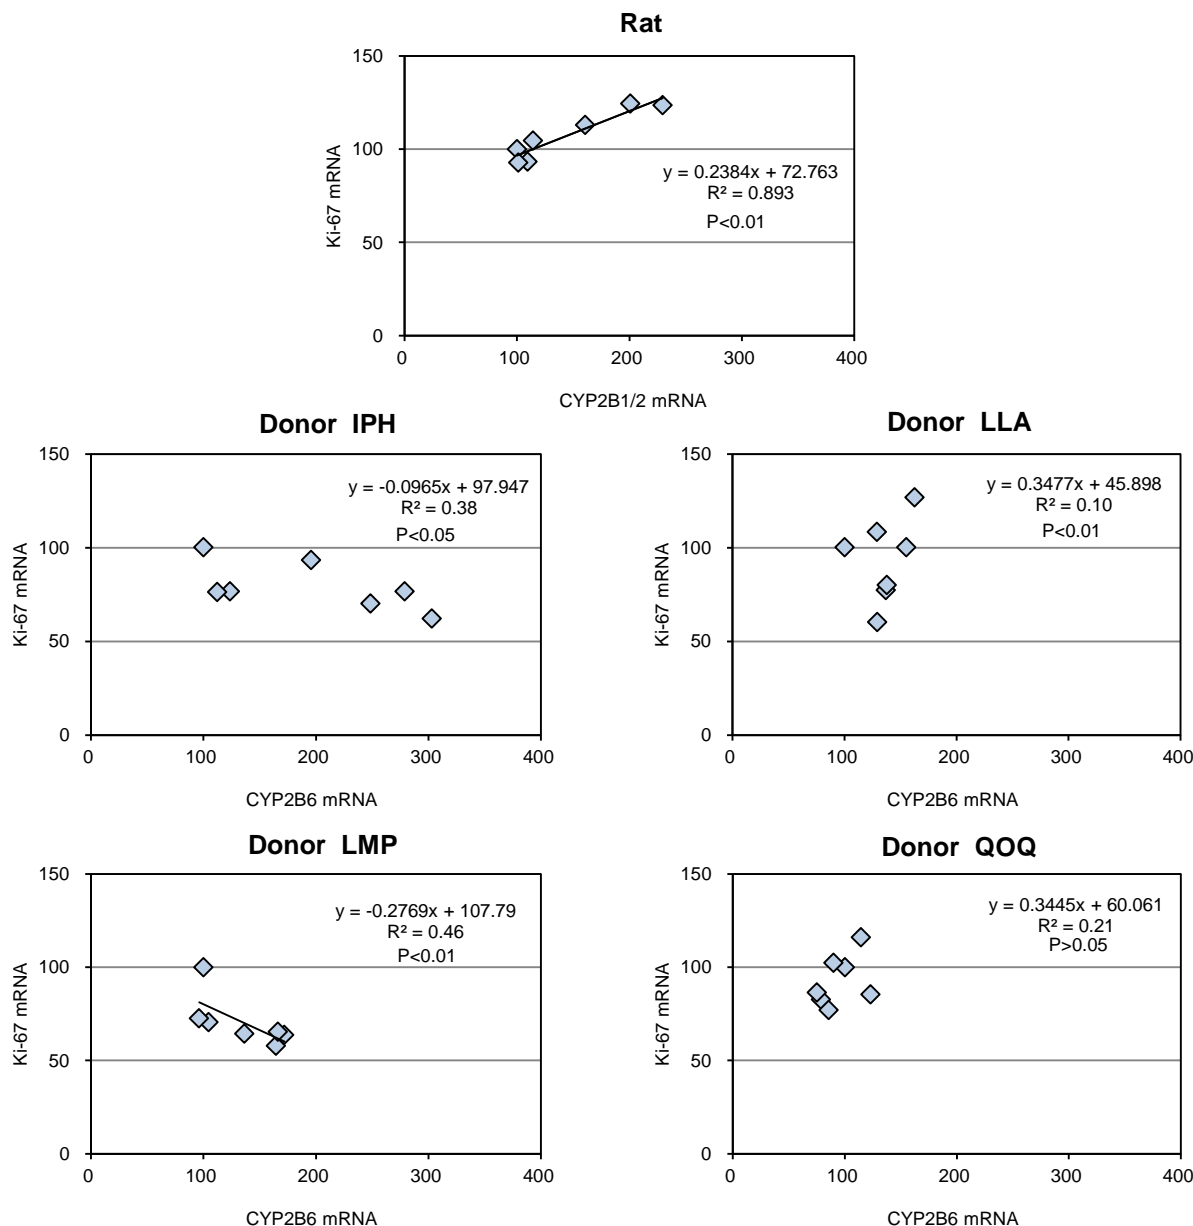 Rat
150
100
50
0
Ki-67 mRNA
y = 0.2384x + 72.763
R² = 0.893
P<0.01
0 100 200 300 400
CYP2B1/2 mRNA
Donor IPH
150
100
50
0
Ki-67 mRNA
y = -0.0965x + 97.947
R² = 0.38
P<0.05
0 100 200 300 400
CYP2B6 mRNA
Donor LLA
150
100
50
0
Ki-67 mRNA
y = 0.3477x + 45.898
R² = 0.10
P<0.01
0 100 200 300 400
CYP2B6 mRNA
Donor LMP
150
100
50
0
Ki-67 mRNA
y = -0.2769x + 107.79
R² = 0.46
P<0.01
0 100 200 300 400
CYP2B6 mRNA
Donor QOQ
150
100
50
0
Ki-67 mRNA
y = 0.3445x + 60.061
R² = 0.21
P>0.05
0 100 200 300 400
CYP2B6 mRNA